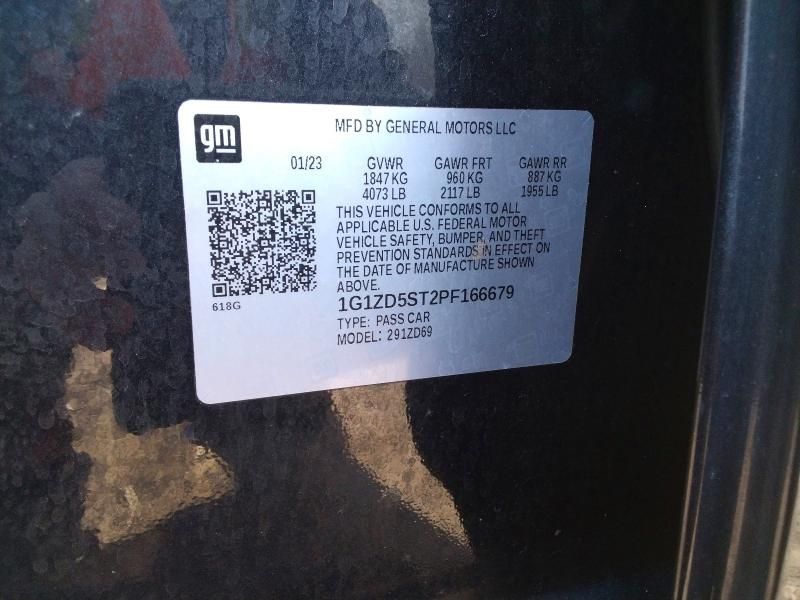 gm
MFD BY GENERAL MOTORS LLC
01/23 GVWR GAWR FRT GAWR RR
1847 KG 960 KG 887 KG
4073 LB 2117 LB 1955 LB
THIS VEHICLE CONFORMS TO ALL
APPLICABLE U.S. FEDERAL MOTOR
VEHICLE SAFETY, BUMPER, AND THEFT
PREVENTION STANDARDS IN EFFECT ON
THE DATE OF MANUFACTURE SHOWN
ABOVE.
618G
1G1ZD5ST2PF166679
TYPE: PASS CAR
MODEL: 291ZD69